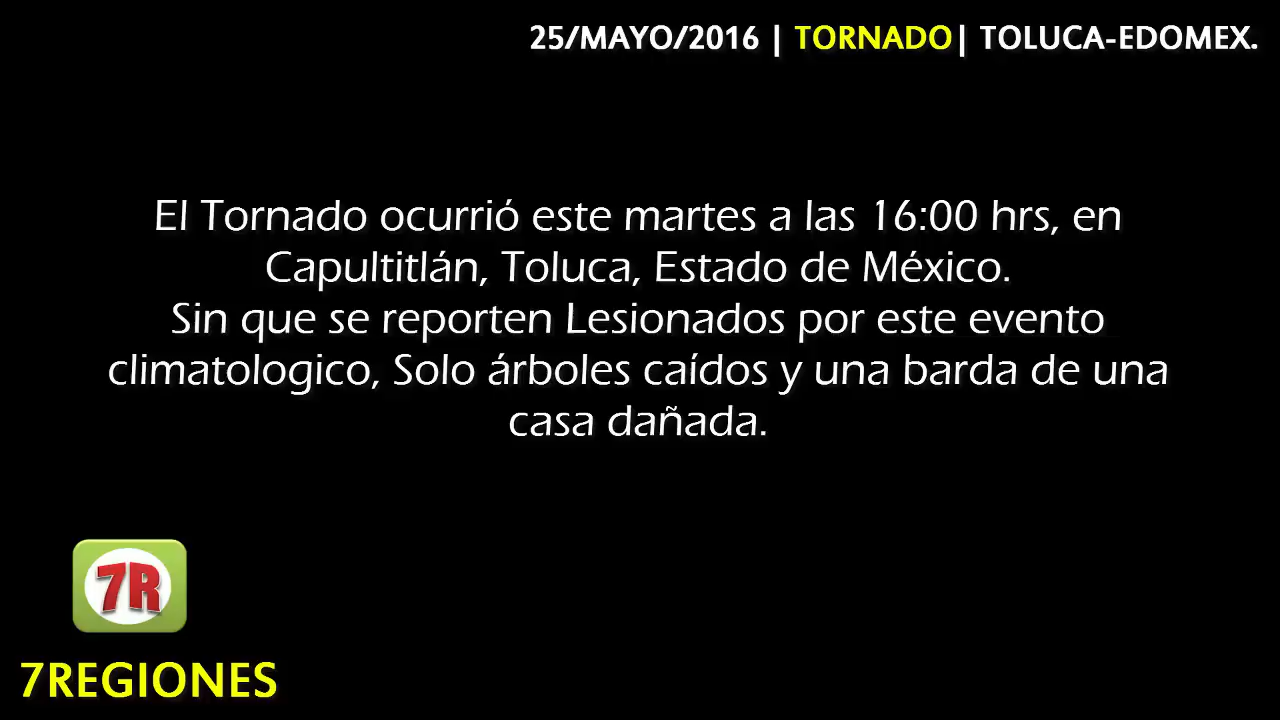 25/MAYO/2016 | TORNADO| TOLUCA-EDOMEX.
El Tornado ocurrió este martes a las 16:00 hrs, en
Capultitlán, Toluca, Estado de México.
Sin que se reporten Lesionados por este evento
climatologico, Solo árboles caídos y una barda de una
casa dañada.
7R
7REGIONES